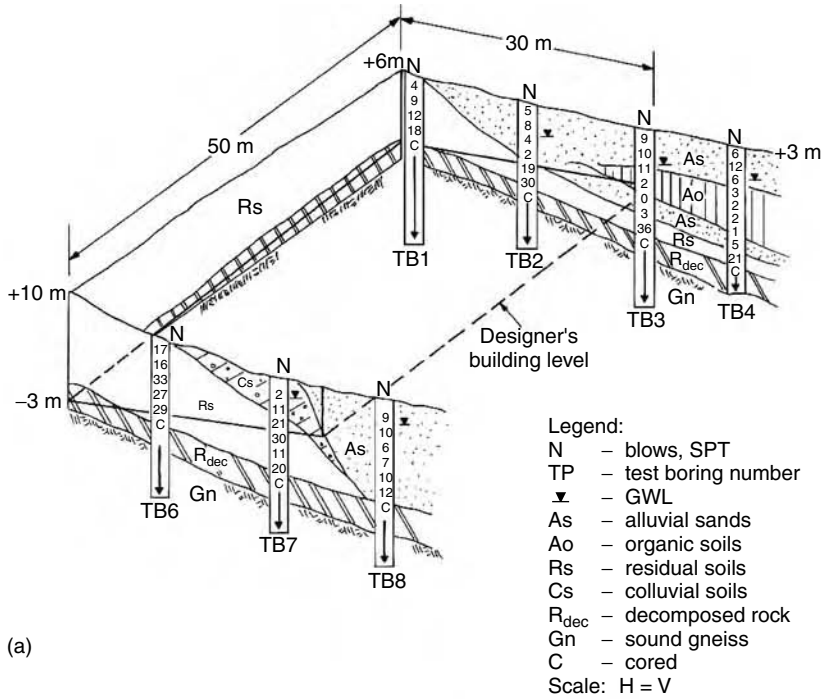 30 m
50 m
+6m
N
4
9
12
18
C
TB1
N
5
8
4
2
19
30
C
TB2
N
9
10
11
2
0
3
36
C
TB3
N
6
12
6
3
2
2
1
5
21
C
TB4
+3 m
As
Ao
As
Rs
Rdec
Gn
Rs
Designer's
building level
+10 m
–3 m
N
17
16
33
27
29
C
TB6
N
2
11
21
30
11
20
C
TB7
N
9
10
6
7
10
12
C
TB8
Cs
Rs
As
Rdec
Gn
(a)
Legend:
N – blows, SPT
TP – test boring number
▼ – GWL
As – alluvial sands
Ao – organic soils
Rs – residual soils
Cs – colluvial soils
Rdec – decomposed rock
Gn – sound gneiss
C – cored
Scale: H = V